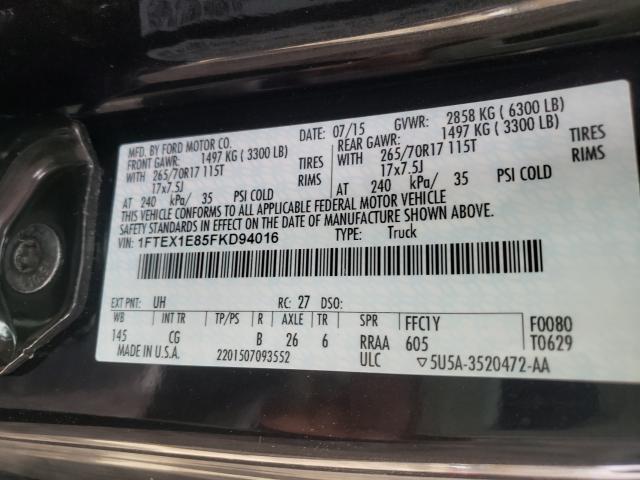 MFD. BY FORD MOTOR CO.
DATE: 07/15 GVWR: 2858 KG ( 6300 LB)
FRONT GAWR: 1497 KG ( 3300 LB) REAR GAWR: 1497 KG ( 3300 LB)
WITH 265/70R17 115T TIRES WITH 265/70R17 115T TIRES
17x7.5J RIMS 17x7.5J RIMS
AT 240 kPa/ 35 PSI COLD AT 240 kPa/ 35 PSI COLD
THIS VEHICLE CONFORMS TO ALL APPLICABLE FEDERAL MOTOR VEHICLE
SAFETY STANDARDS IN EFFECT ON THE DATE OF MANUFACTURE SHOWN ABOVE.
VIN: 1FTEX1E85FKD94016 TYPE: Truck
EXT PNT: UH RC: 27 DSO:
WB INT TR TP/PS R AXLE TR SPR FFC1Y F0080
145 CG B 26 6 RRAA 605 T0629
MADE IN U.S.A. 2201507093552 ULC ▽5U5A-3520472-AA